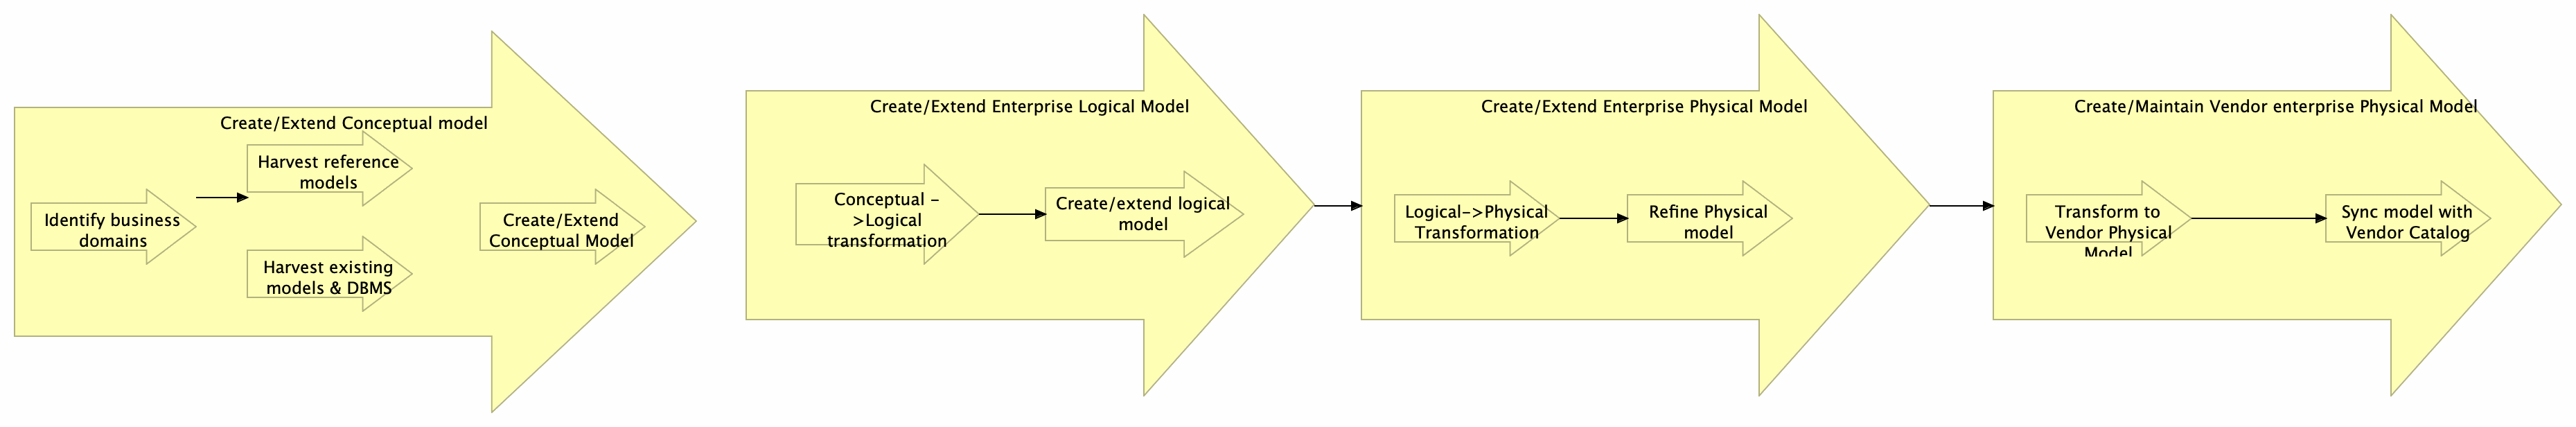 Create/Extend Conceptual model
Harvest reference
models
Identify business
domains
Harvest existing
models & DBMS
Create/Extend
Conceptual Model
Create/Extend Enterprise Logical Model
Conceptual -
>Logical
transformation
Create/extend logical
model
Create/Extend Enterprise Physical Model
Logical->Physical
Transformation
Refine Physical
model
Create/Maintain Vendor enterprise Physical Model
Transform to
Vendor Physical
Model
Sync model with
Vendor Catalog